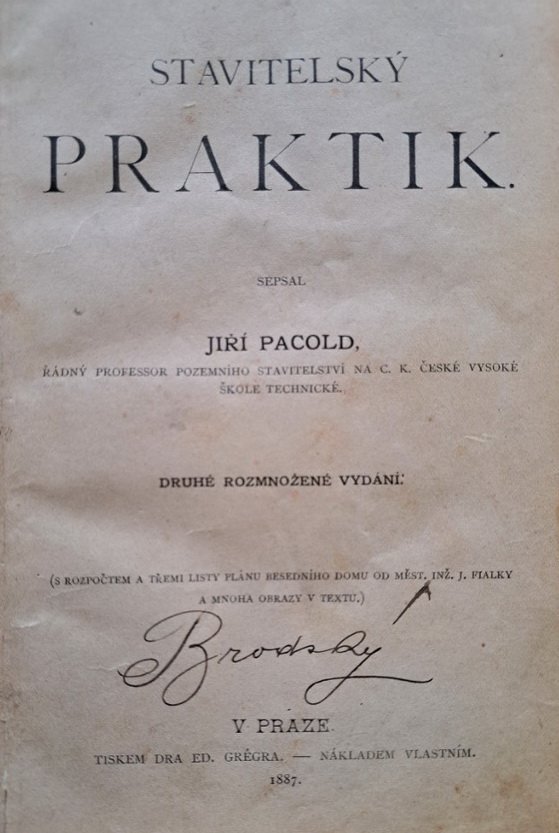 STAVITELSKÝ
PRAKTIK.
SEPSAL
JIŘÍ PACOLD,
ŘÁDNÝ PROFESSOR POZEMNÍHO STAVITELSTVÍ NA C. K. ČESKÉ VYSOKÉ
ŠKOLE TECHNICKÉ.
DRUHÉ ROZMNOŽENÉ VYDÁNÍ.
(S ROZPOČTEM A TŘEMI LISTY PLÁNU BESEDNÍHO DOMU OD MĚST. INŽ. J. FIALKY
A MNOHA OBRAZY V TEXTU.)
Brodský
V PRAZE.
TISKEM DRA ED. GRÉGRA. — NÁKLADEM VLASTNÍM.
1887.